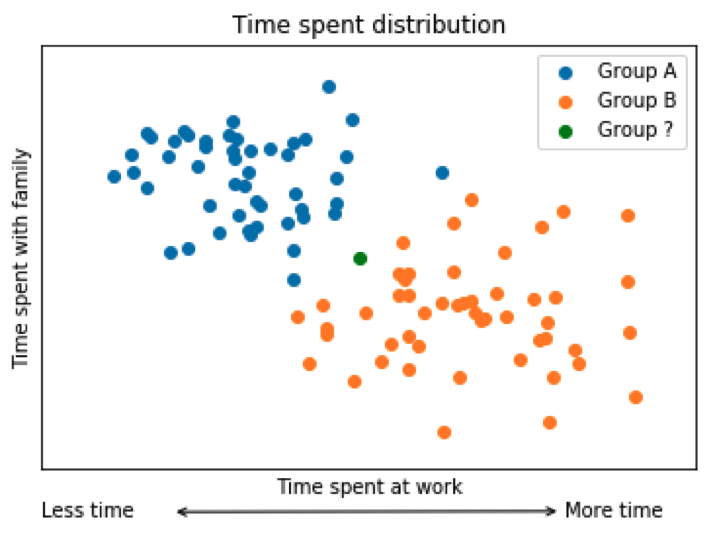 Time spent distribution
Group A
Group B
Group ?
Time spent with family
Time spent at work
Less time
More time